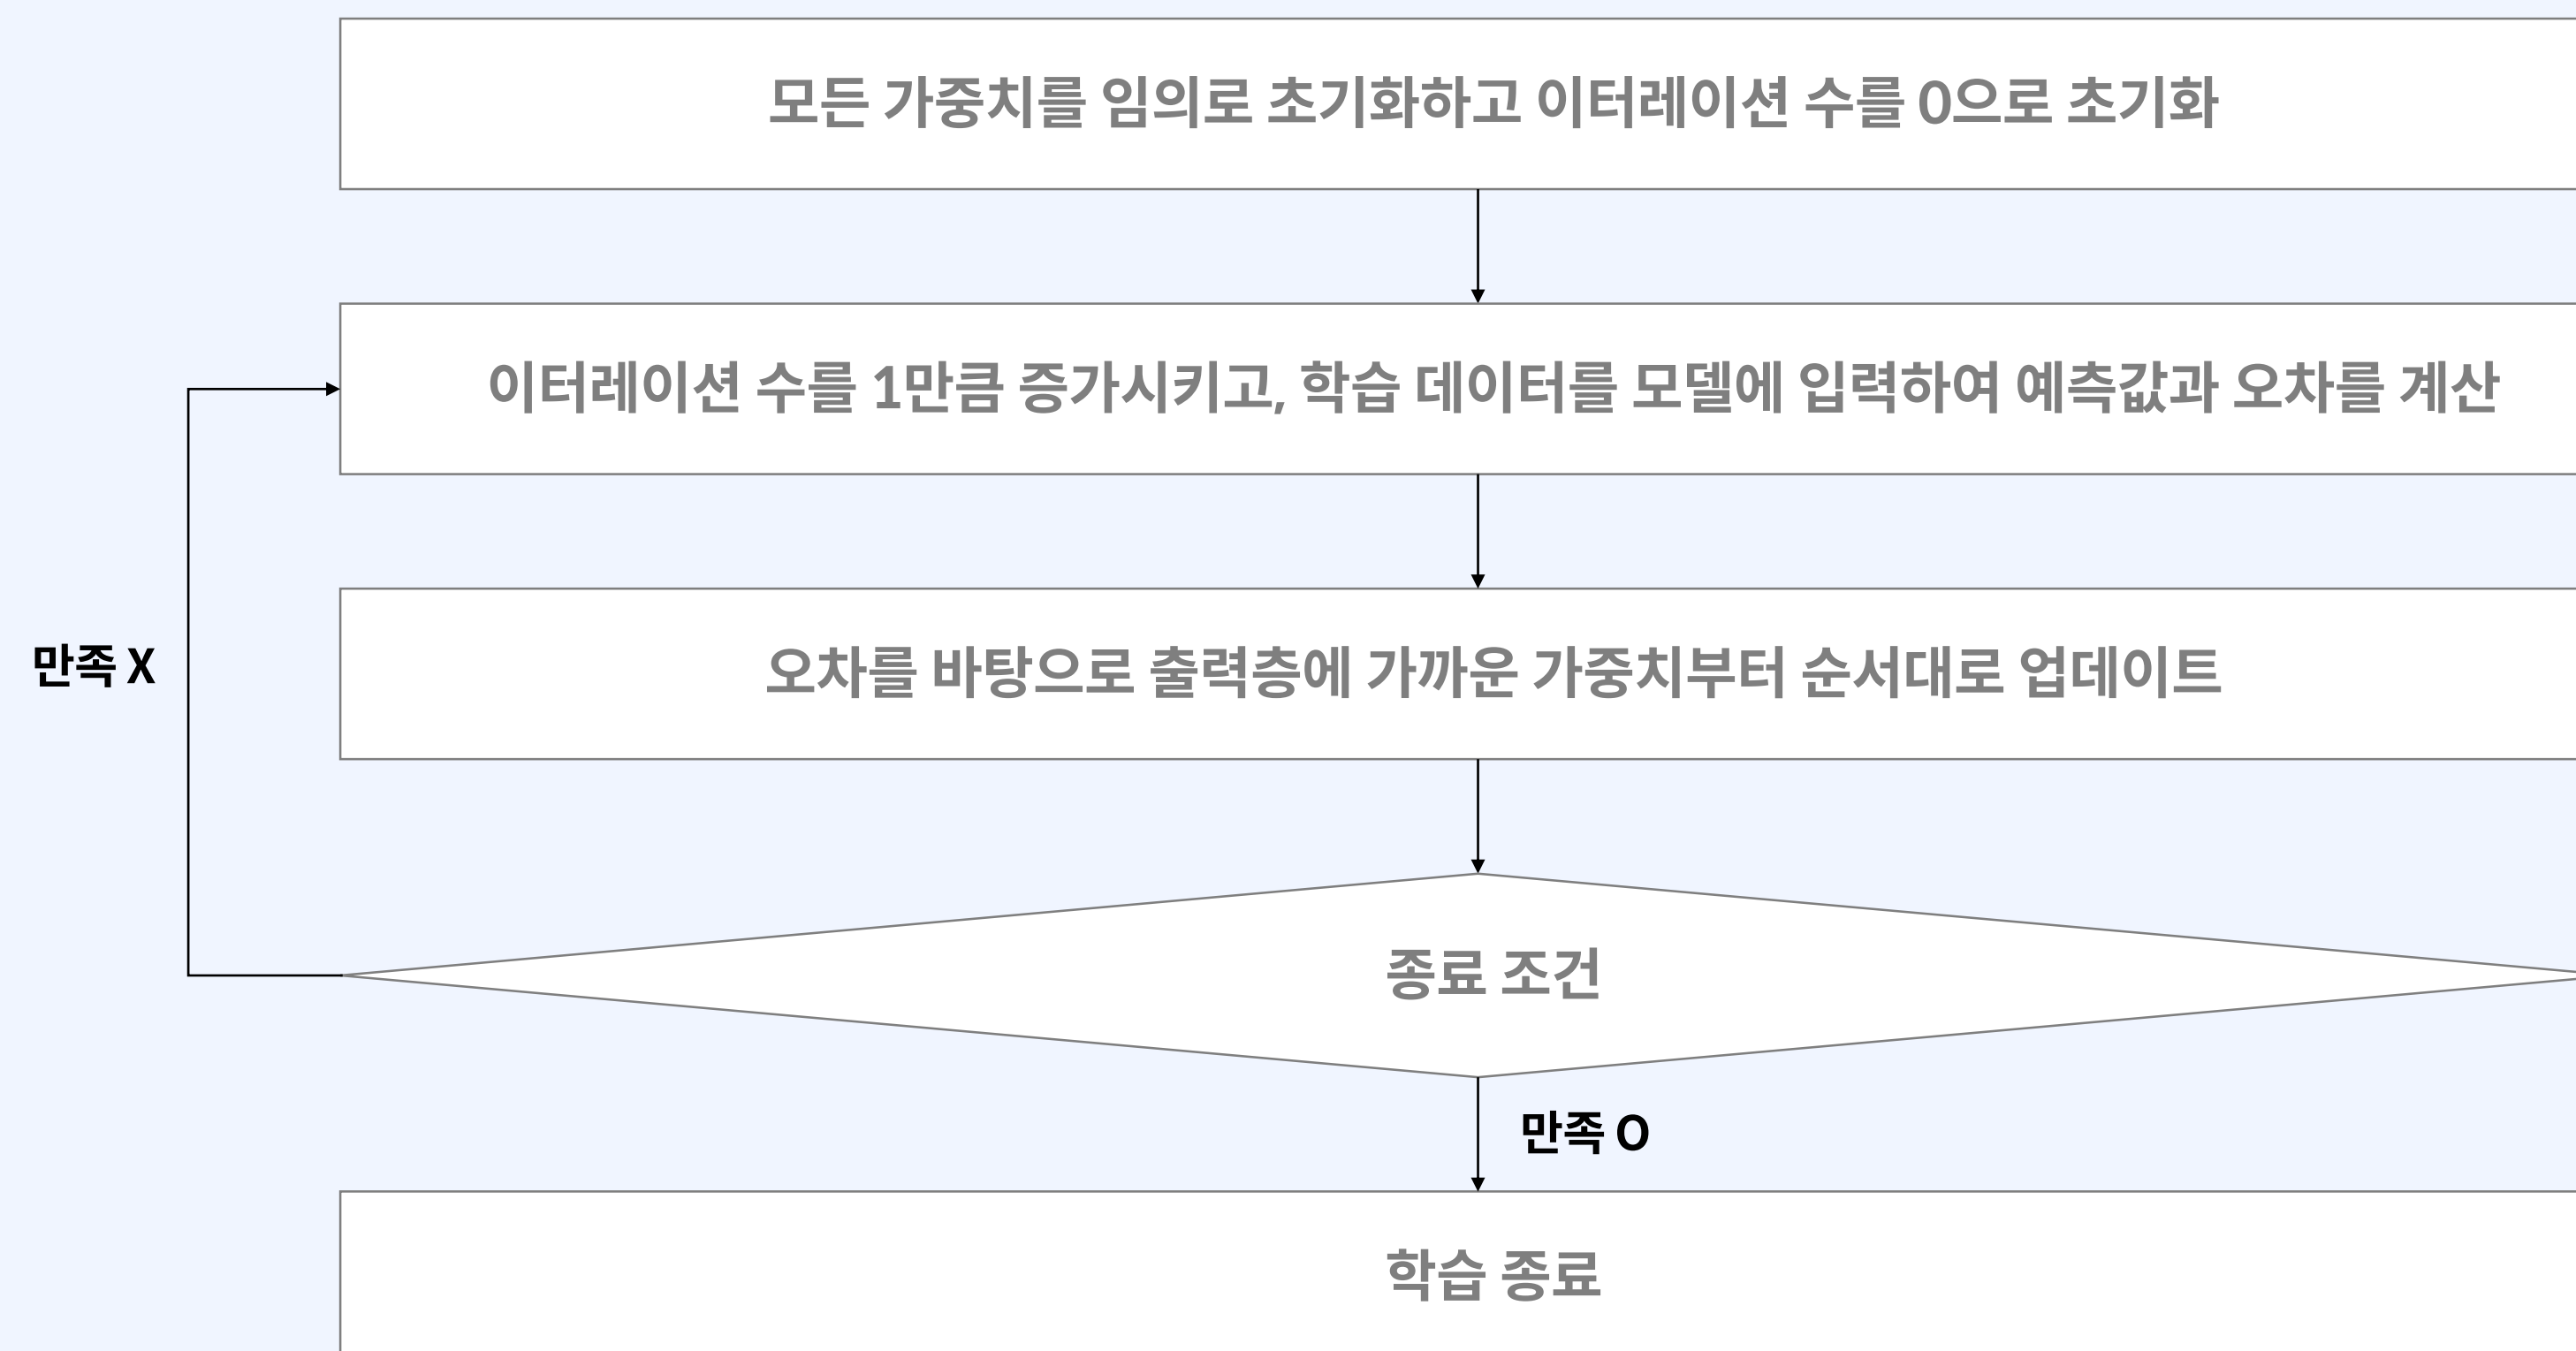 모든 가중치를 임의로 초기화하고 이터레이션 수를 0으로 초기화
이터레이션 수를 1만큼 증가시키고, 학습 데이터를 모델에 입력하여 예측값과 오차를 계산
오차를 바탕으로 출력층에 가까운 가중치부터 순서대로 업데이트
만족 X
종료 조건
만족 O
학습 종료